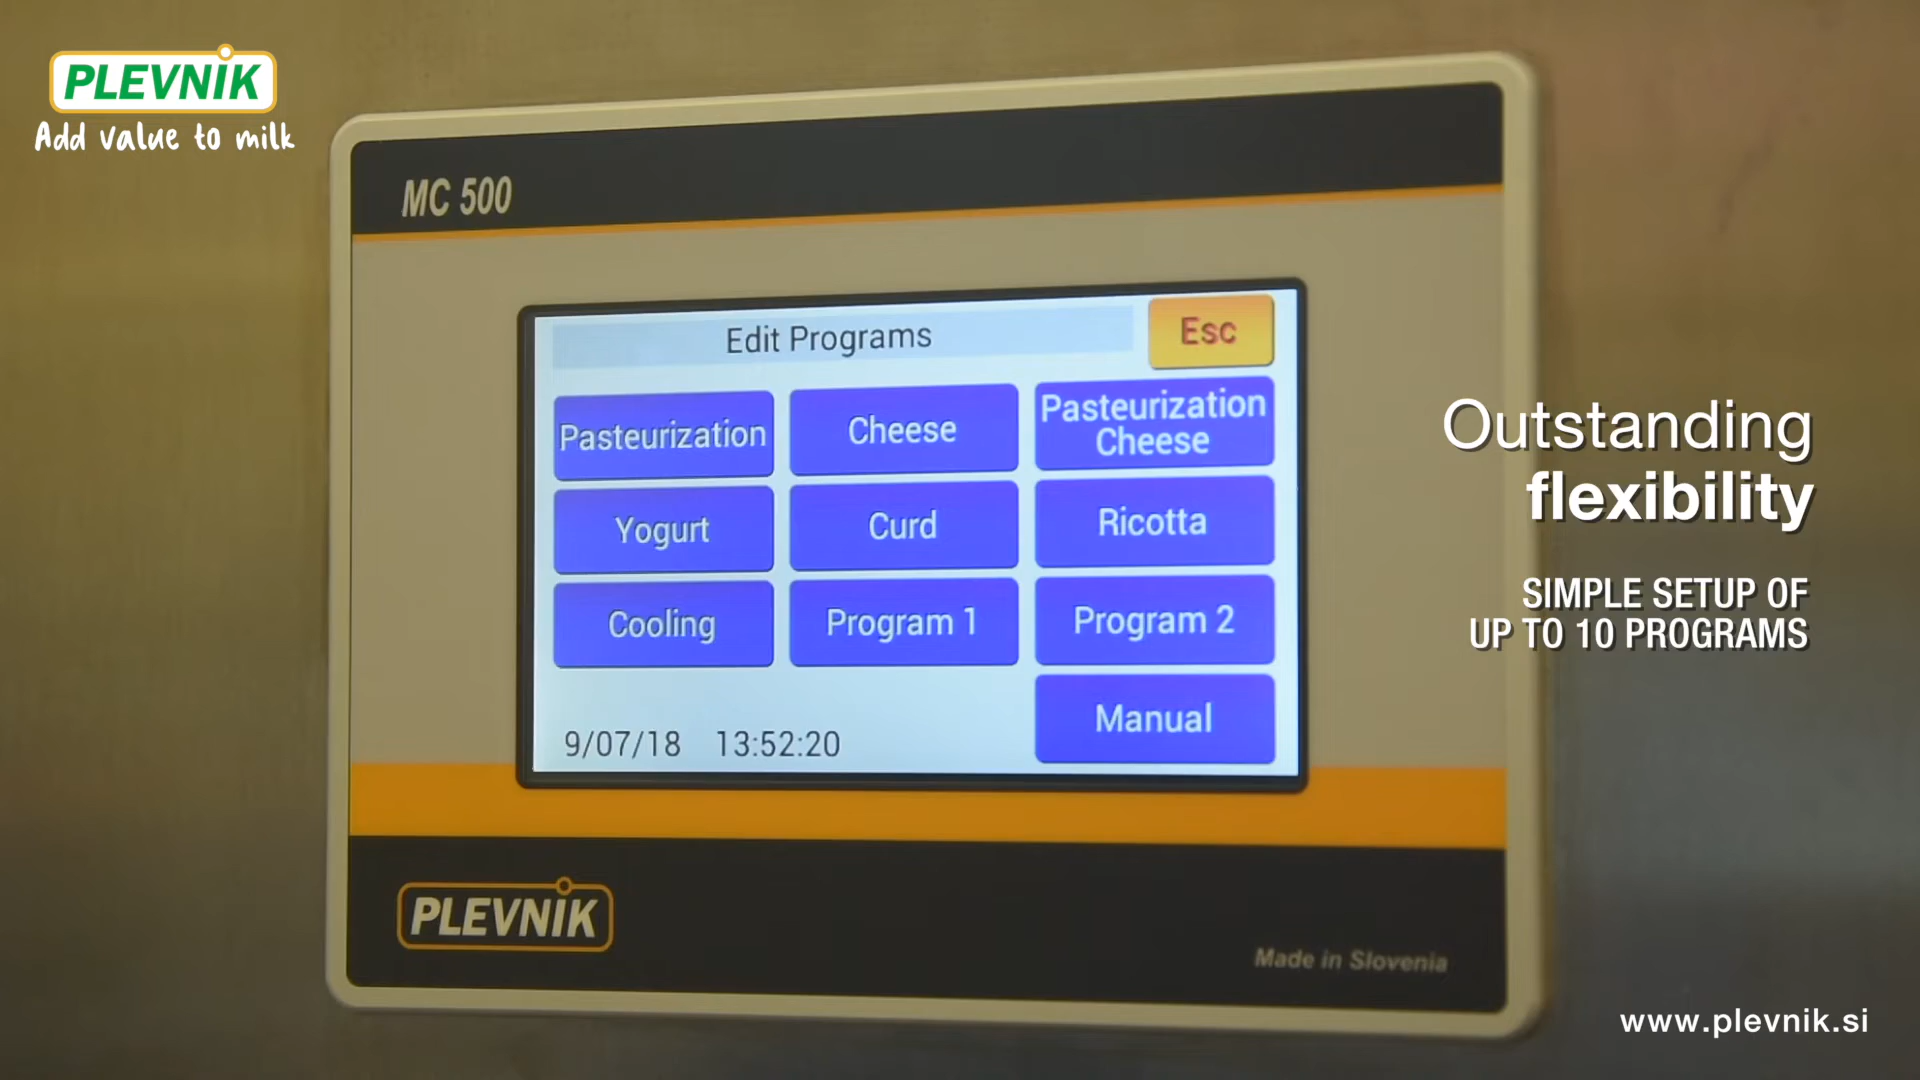 PLEVNIK
Add value to milk
MC 500
Edit Programs
Esc
Pasteurization
Cheese
Pasteurization
Cheese
Yogurt
Curd
Ricotta
Cooling
Program 1
Program 2
Manual
9/07/18 13:52:20
Outstanding
flexibility
SIMPLE SETUP OF
UP TO 10 PROGRAMS
PLEVNIK
Made in Slovenia
www.plevnik.si